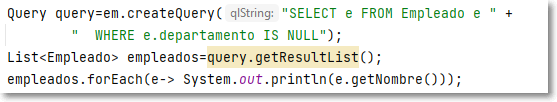 Query query=em.createQuery( qlString: "SELECT e FROM Empleado e " +
"  WHERE e.departamento IS NULL");
List<Empleado> empleados=query.getResultList();
empleados.forEach(e-> System.out.println(e.getNombre()));